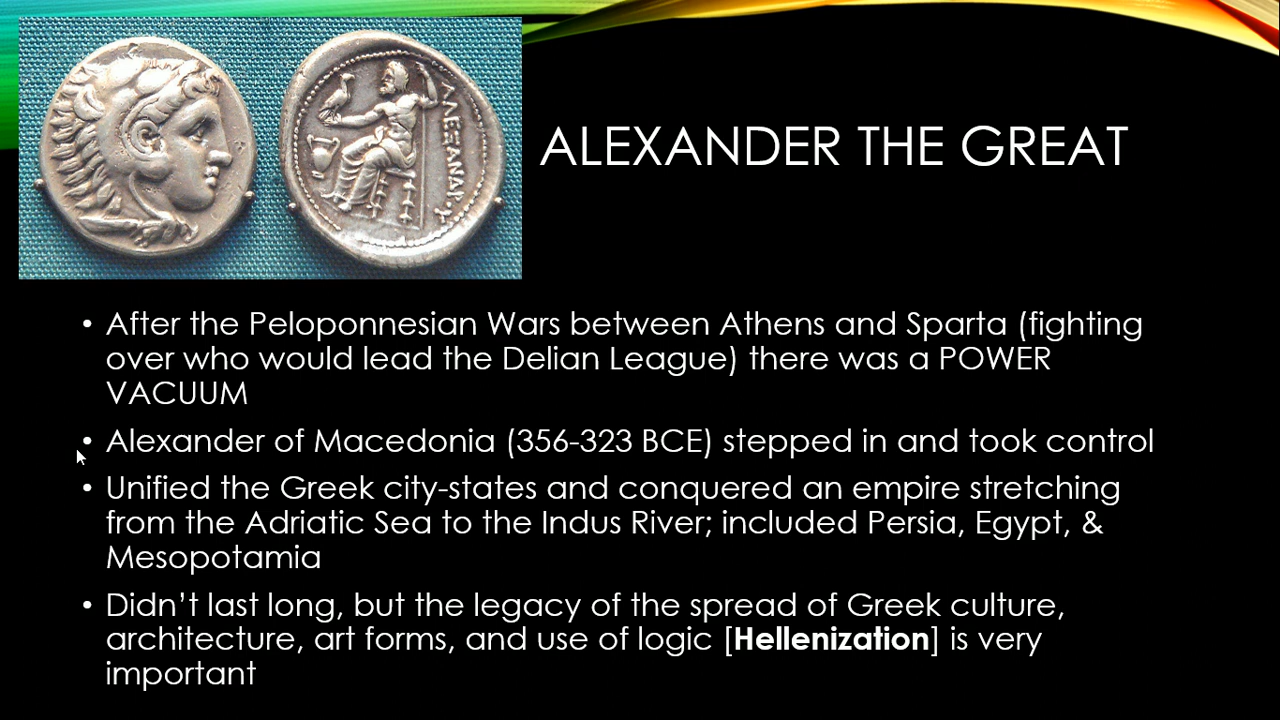 ΑΛΕΞΑΝΔΡΟΥ
ALEXANDER THE GREAT
• After the Peloponnesian Wars between Athens and Sparta (fighting
over who would lead the Delian League) there was a POWER
VACUUM
• Alexander of Macedonia (356-323 BCE) stepped in and took control
• Unified the Greek city-states and conquered an empire stretching
from the Adriatic Sea to the Indus River; included Persia, Egypt, &
Mesopotamia
• Didn’t last long, but the legacy of the spread of Greek culture,
architecture, art forms, and use of logic [Hellenization] is very
important